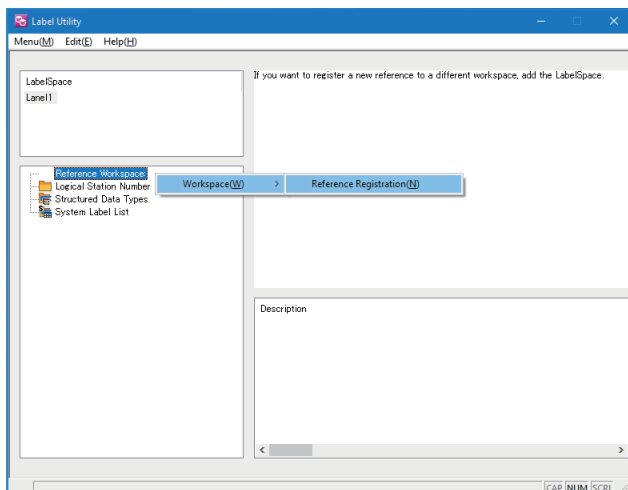 Label Utility
Menu(M) Edit(E) Help(H)
LabelSpace
Lanel1
If you want to register a new reference to a different workspace, add the LabelSpace.
Reference Workspace
Logical Station Number
Structured Data Types
System Label List
Workspace(W) > Reference Registration(N)
Description
CAP NUM SCRL